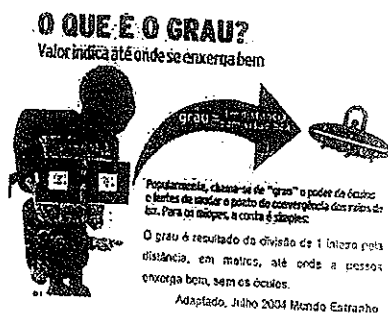 O QUE É O GRAU?
Valor indica até onde se enxerga bem
grau =
Popularmente, chama-se de "grau" o poder de óculos
e lentes de mudar o ponto de convergência dos raios de
luz. Para os míopes, a conta é simples:
O grau é resultado da divisão de 1 inteiro pela
distância, em metros, até onde a pessoa
enxerga bem, sem os óculos.
Adaptado, Julho 2004 Mundo Estranho